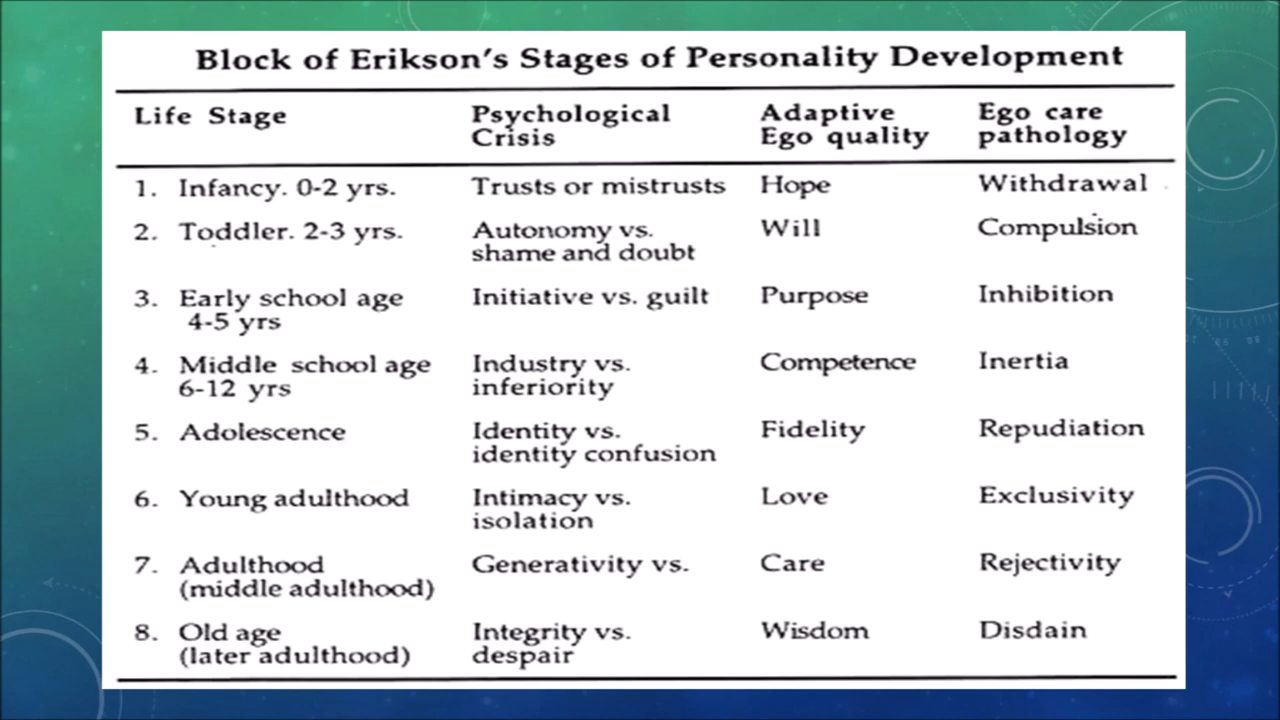 Block of Erikson's Stages of Personality Development
Life Stage Psychological Crisis Adaptive Ego quality Ego care pathology
1. Infancy. 0-2 yrs. Trusts or mistrusts Hope Withdrawal
2. Toddler. 2-3 yrs. Autonomy vs. shame and doubt Will Compulsion
3. Early school age 4-5 yrs Initiative vs. guilt Purpose Inhibition
4. Middle school age 6-12 yrs Industry vs. inferiority Competence Inertia
5. Adolescence Identity vs. identity confusion Fidelity Repudiation
6. Young adulthood Intimacy vs. isolation Love Exclusivity
7. Adulthood (middle adulthood) Generativity vs. Care Rejectivity
8. Old age (later adulthood) Integrity vs. despair Wisdom Disdain